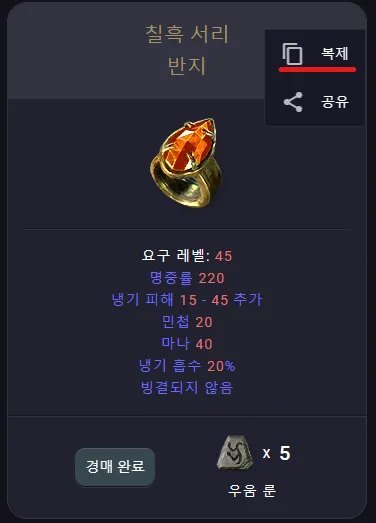 칠흑 서리
반지
복제
공유
요구 레벨: 45
명중률 220
냉기 피해 15 - 45 추가
민첩 20
마나 40
냉기 흡수 20%
빙결되지 않음
경매 완료
x 5
우움 룬